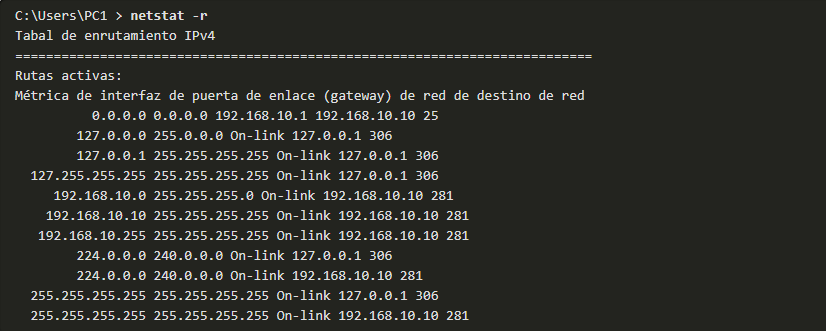 C:\Users\PC1 > netstat -r
Tabal de enrutamiento IPv4
===========================================================================
Rutas activas:
Métrica de interfaz de puerta de enlace (gateway) de red de destino de red
0.0.0.0 0.0.0.0 192.168.10.1 192.168.10.10 25
127.0.0.0 255.0.0.0 On-link 127.0.0.1 306
127.0.0.1 255.255.255.255 On-link 127.0.0.1 306
127.255.255.255 255.255.255.255 On-link 127.0.0.1 306
192.168.10.0 255.255.255.0 On-link 192.168.10.10 281
192.168.10.10 255.255.255.255 On-link 192.168.10.10 281
192.168.10.255 255.255.255.255 On-link 192.168.10.10 281
224.0.0.0 240.0.0.0 On-link 127.0.0.1 306
224.0.0.0 240.0.0.0 On-link 192.168.10.10 281
255.255.255.255 255.255.255.255 On-link 127.0.0.1 306
255.255.255.255 255.255.255.255 On-link 192.168.10.10 281